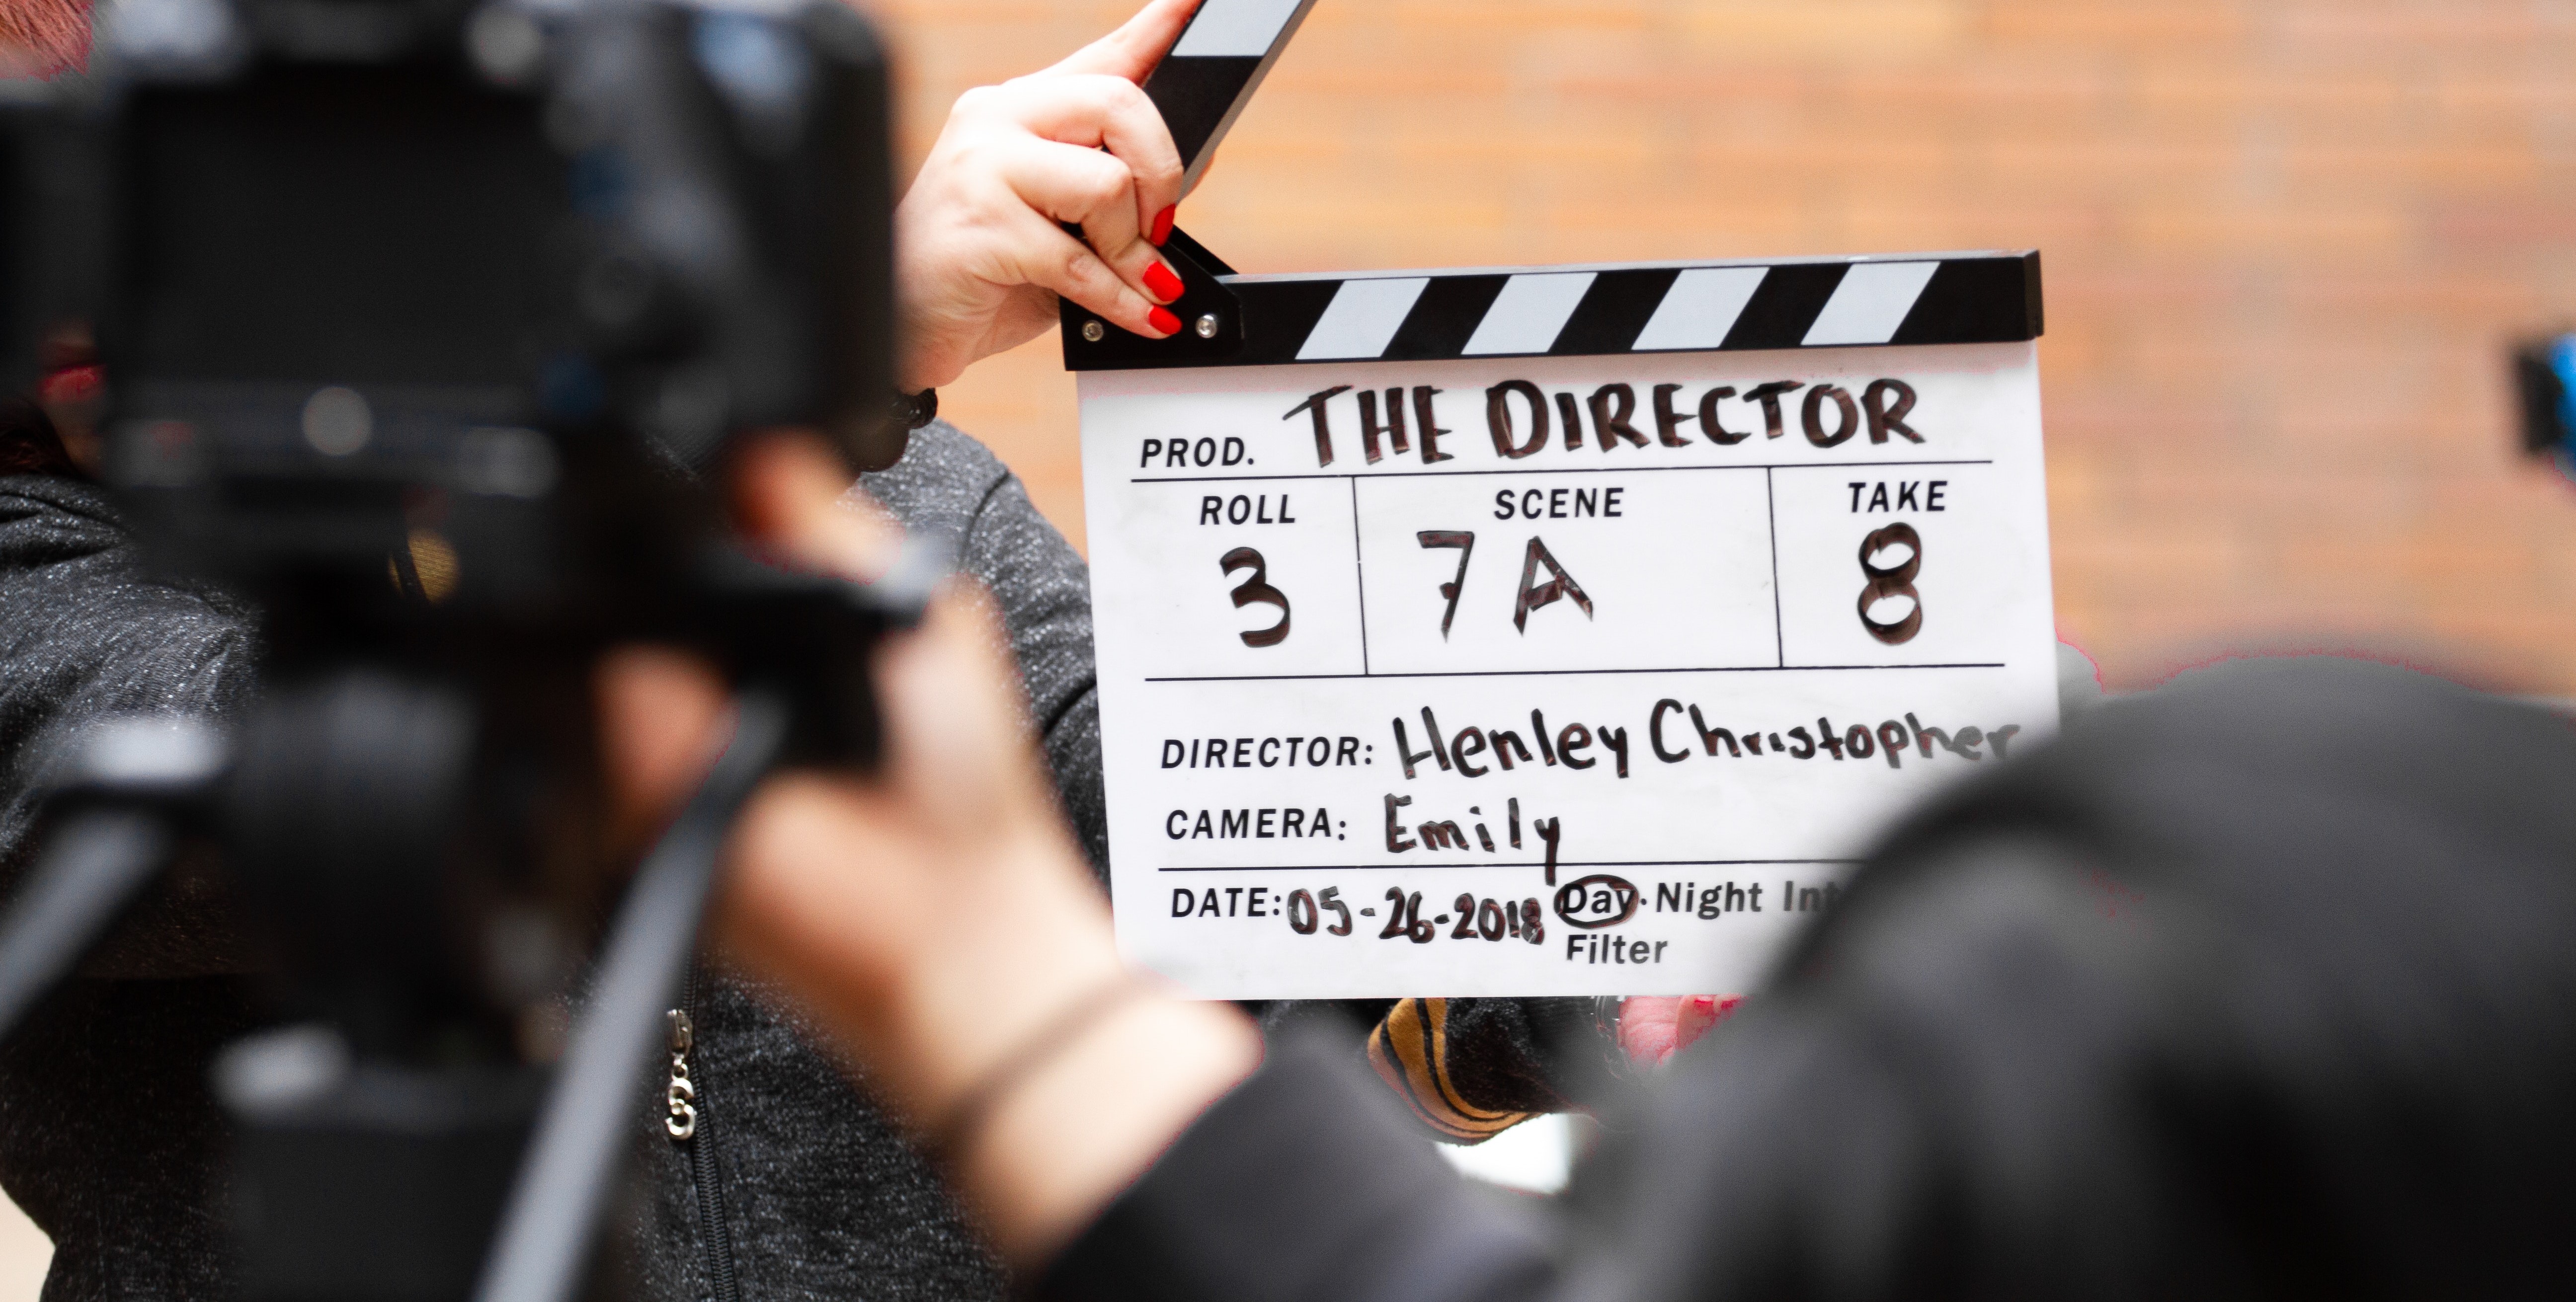 PROD. THE DIRECTOR
ROLL SCENE TAKE
3 7A 8
DIRECTOR: Henley Christopher
CAMERA: Emily
DATE: 05-26-2018 Day Night
Filter